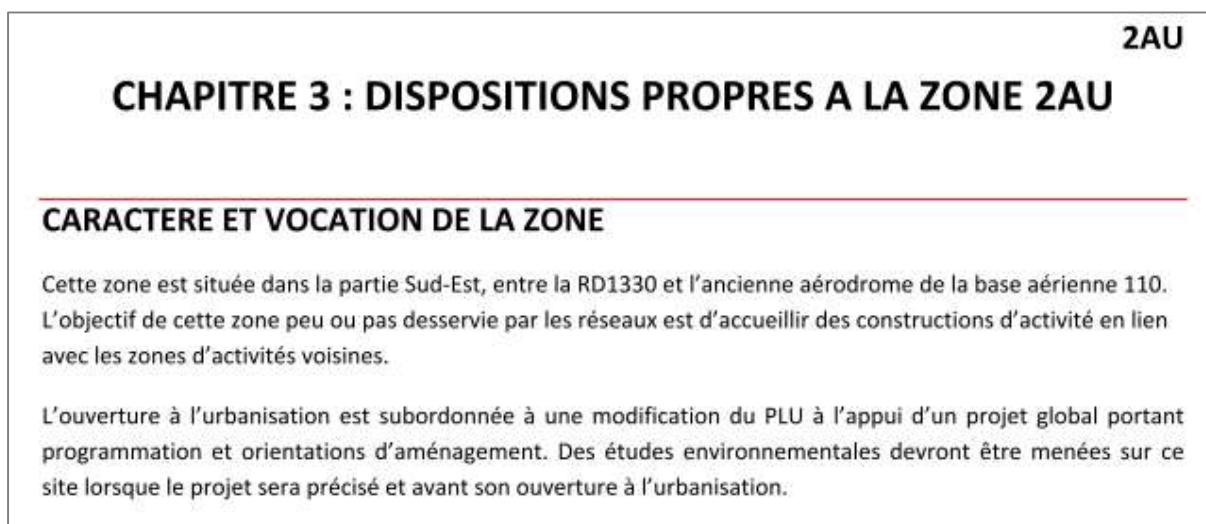 2AU
CHAPITRE 3 : DISPOSITIONS PROPRES A LA ZONE 2AU
CARACTERE ET VOCATION DE LA ZONE
Cette zone est située dans la partie Sud-Est, entre la RD1330 et l’ancienne aérodrome de la base aérienne 110.
L’objectif de cette zone peu ou pas desservie par les réseaux est d’accueillir des constructions d’activité en lien
avec les zones d’activités voisines.
L’ouverture à l’urbanisation est subordonnée à une modification du PLU à l’appui d’un projet global portant
programmation et orientations d’aménagement. Des études environnementales devront être menées sur ce
site lorsque le projet sera précisé et avant son ouverture à l’urbanisation.